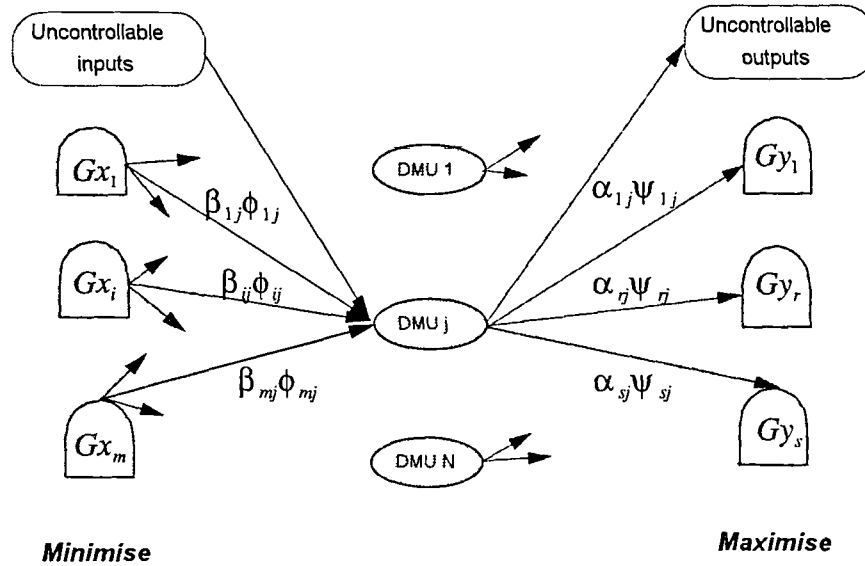 Uncontrollable
inputs
Uncontrollable
outputs
Gx₁
DMU 1
Gy₁
β₁ⱼϕ₁ⱼ
α₁ⱼψ₁ⱼ
Gxᵢ
βᵢⱼϕᵢⱼ
DMU j
αᵣⱼψᵣⱼ
Gyᵣ
βₘⱼϕₘⱼ
αₛⱼψₛⱼ
Gxₘ
DMU N
Gyₛ
Minimise
Maximise